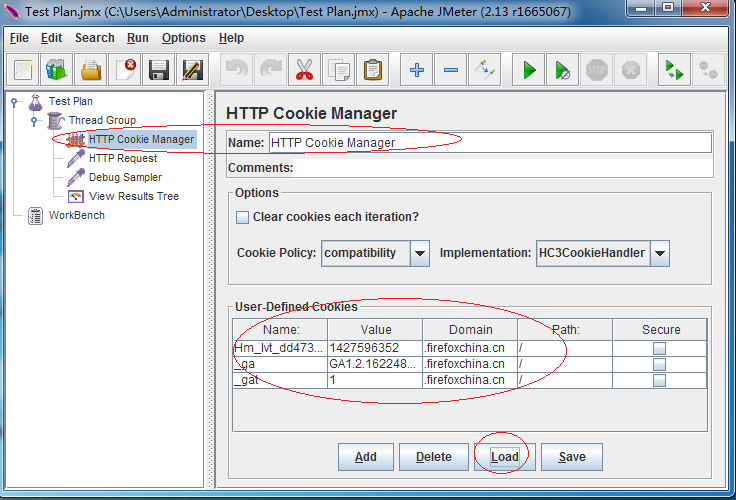 Test Plan.jmx (C:\Users\Administrator\Desktop\Test Plan.jmx) - Apache JMeter (2.13 r1665067)
File Edit Search Run Options Help
STOP
Test Plan
Thread Group
HTTP Cookie Manager
HTTP Request
Debug Sampler
View Results Tree
WorkBench
HTTP Cookie Manager
Name: HTTP Cookie Manager
Comments:
Options
Clear cookies each iteration?
Cookie Policy: compatibility Implementation: HC3CookieHandler
User-Defined Cookies
Name: Value Domain Path: Secure
Hm_lvt_dd473... 1427596352 .firefoxchina.cn /
_ga GA1.2.162248... .firefoxchina.cn /
_gat 1 .firefoxchina.cn /
Add Delete Load Save